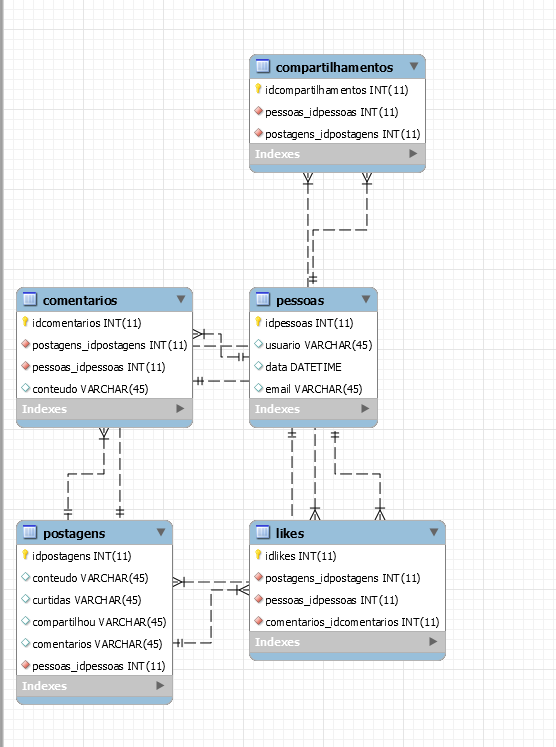 compartilhamentos
idcompartilhamentos INT(11)
pessoas_idpessoas INT(11)
postagens_idpostagens INT(11)
Indexes
comentarios
idcomentarios INT(11)
postagens_idpostagens INT(11)
pessoas_idpessoas INT(11)
conteudo VARCHAR(45)
Indexes
pessoas
idpessoas INT(11)
usuario VARCHAR(45)
data DATETIME
email VARCHAR(45)
Indexes
postagens
idpostagens INT(11)
conteudo VARCHAR(45)
curtidas VARCHAR(45)
compartilhou VARCHAR(45)
comentarios VARCHAR(45)
pessoas_idpessoas INT(11)
Indexes
likes
idlikes INT(11)
postagens_idpostagens INT(11)
pessoas_idpessoas INT(11)
comentarios_idcomentarios INT(11)
Indexes